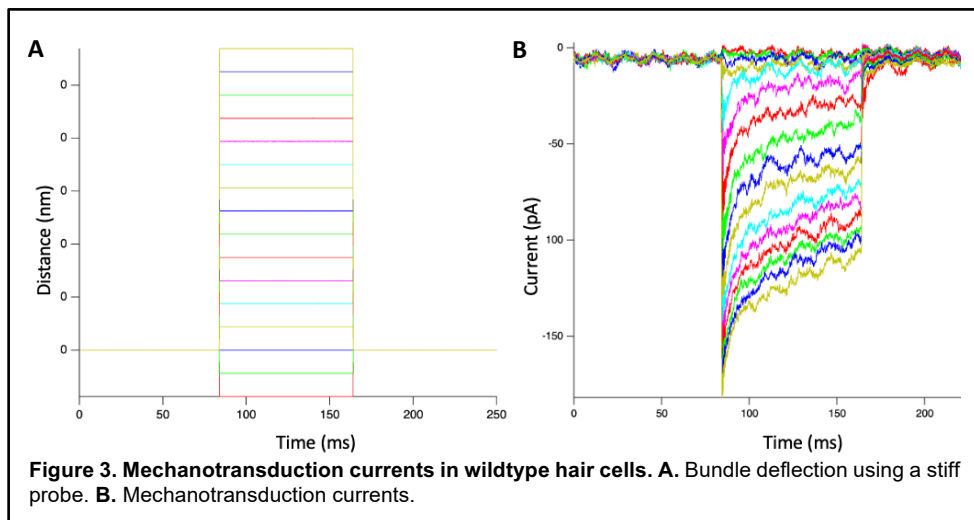 A
B
Distance (nm)
0
0
0
0
0
0
0
50
100
150
200
250
Time (ms)
Current (pA)
0
-50
100
-150
0
50
100
150
200
Time (ms)
Figure 3. Mechanotransduction currents in wildtype hair cells. A. Bundle deflection using a stiff
probe. B. Mechanotransduction currents.